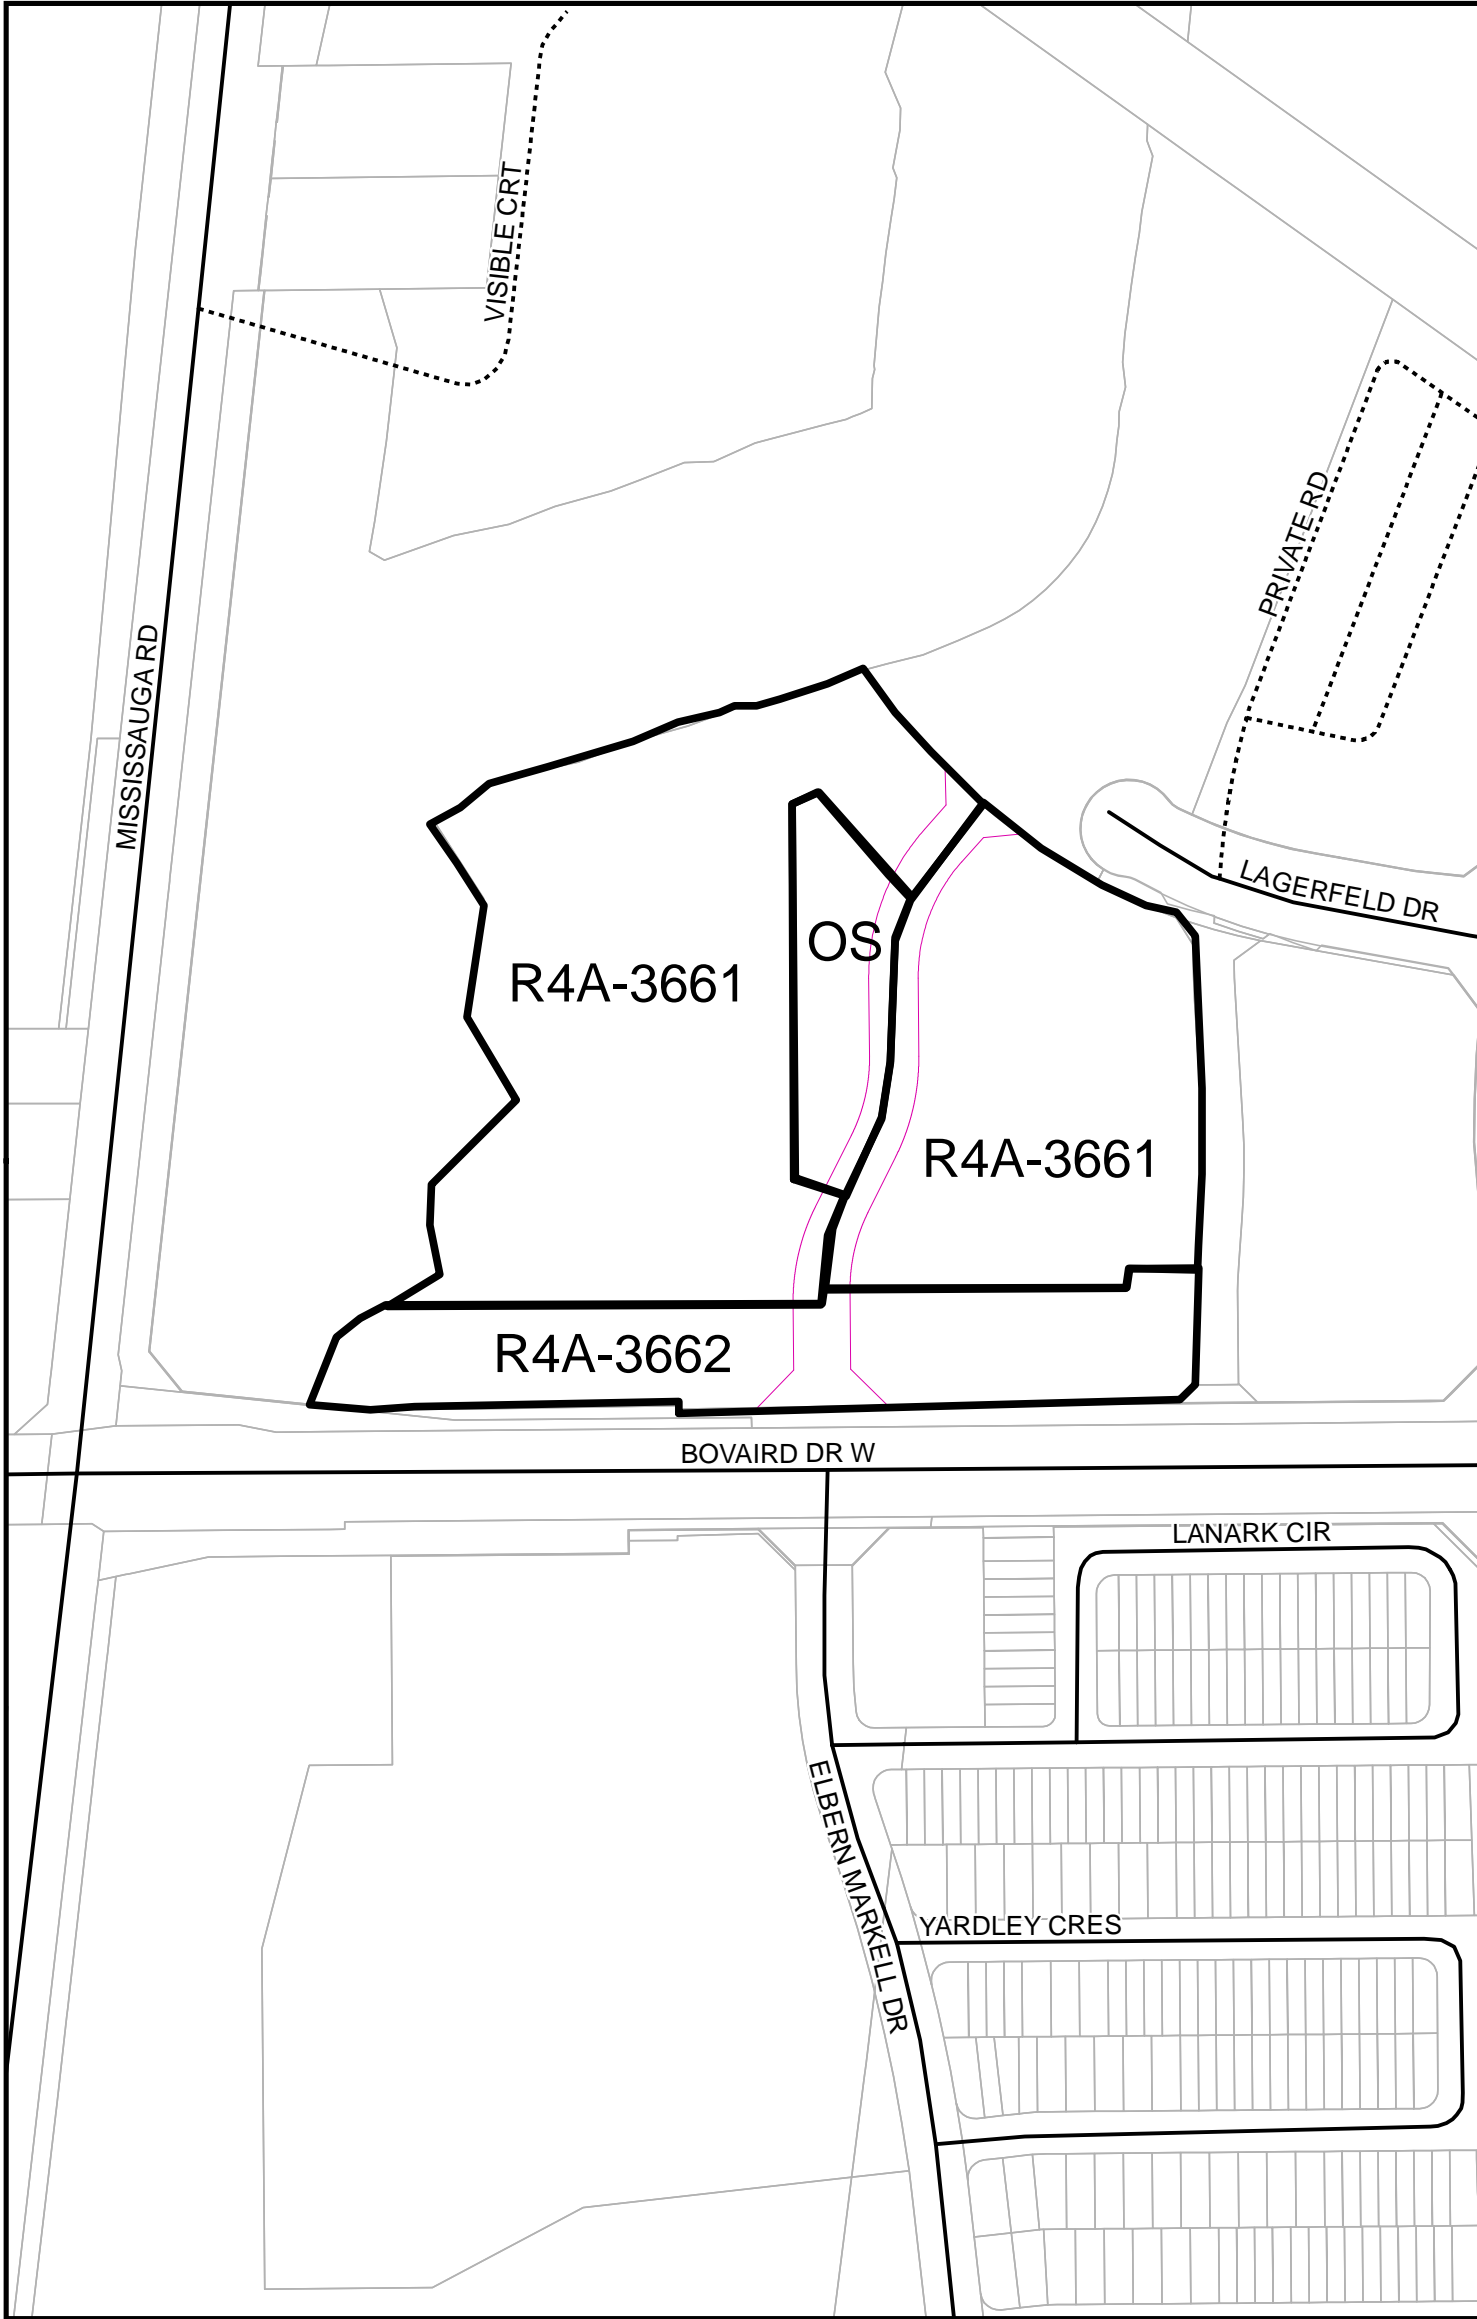 VISIBLE CRT
PRIVATE RD
MISSISSAUGA RD
LAGERFELD DR
OS
R4A-3661
R4A-3661
R4A-3662
BOVAIRD DR W
LANARK CIR
ELBERN MARKELL DR
YARDLEY CRES